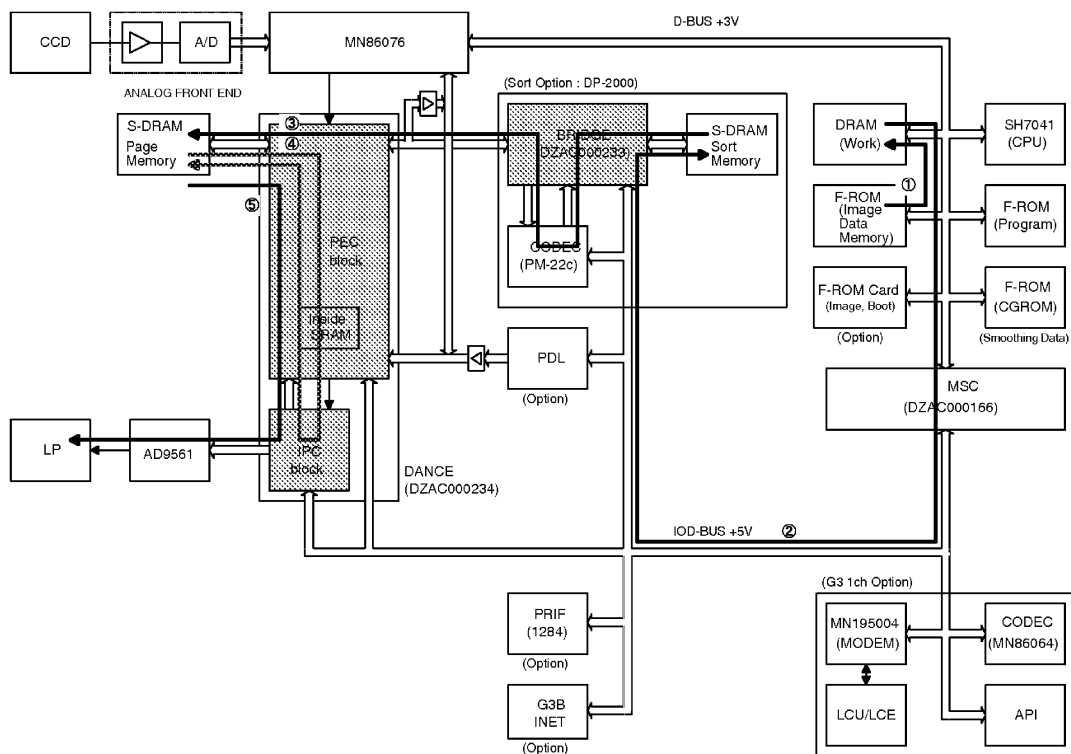 D-BUS +3V
CCD
A/D
MN86076
ANALOG FRONT END
(Sort Option : DP-2000)
S-DRAM
Page
Memory
③
④
⑤
BRIDGE
(DZAC000233)
S-DRAM
Sort
Memory
DRAM
(Work)
SH7041
(CPU)
①
F-ROM
(Image
Data
Memory)
F-ROM
(Program)
PEC
block
CODEC
(PM-22c)
F-ROM Card
(Image, Boot)
(Option)
F-ROM
(CGROM)
(Smoothing Data)
Inside
SRAM
PDL
(Option)
MSC
(DZAC000166)
LP
AD9561
IPC
block
DANCE
(DZAC000234)
IOD-BUS +5V
②
(G3 1ch Option)
PRIF
(1284)
(Option)
MN195004
(MODEM)
CODEC
(MN86064)
G3B
INET
(Option)
LCU/LCE
API